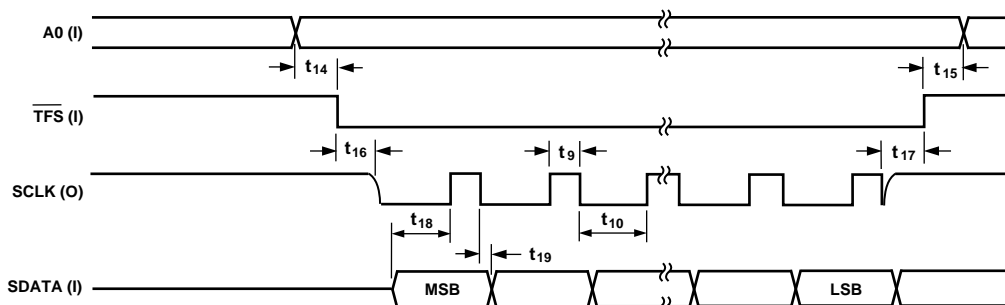 A0 (I)
t14
t15
TFS (I)
t16
t9
t17
SCLK (O)
t18
t10
t19
SDATA (I)
MSB
LSB